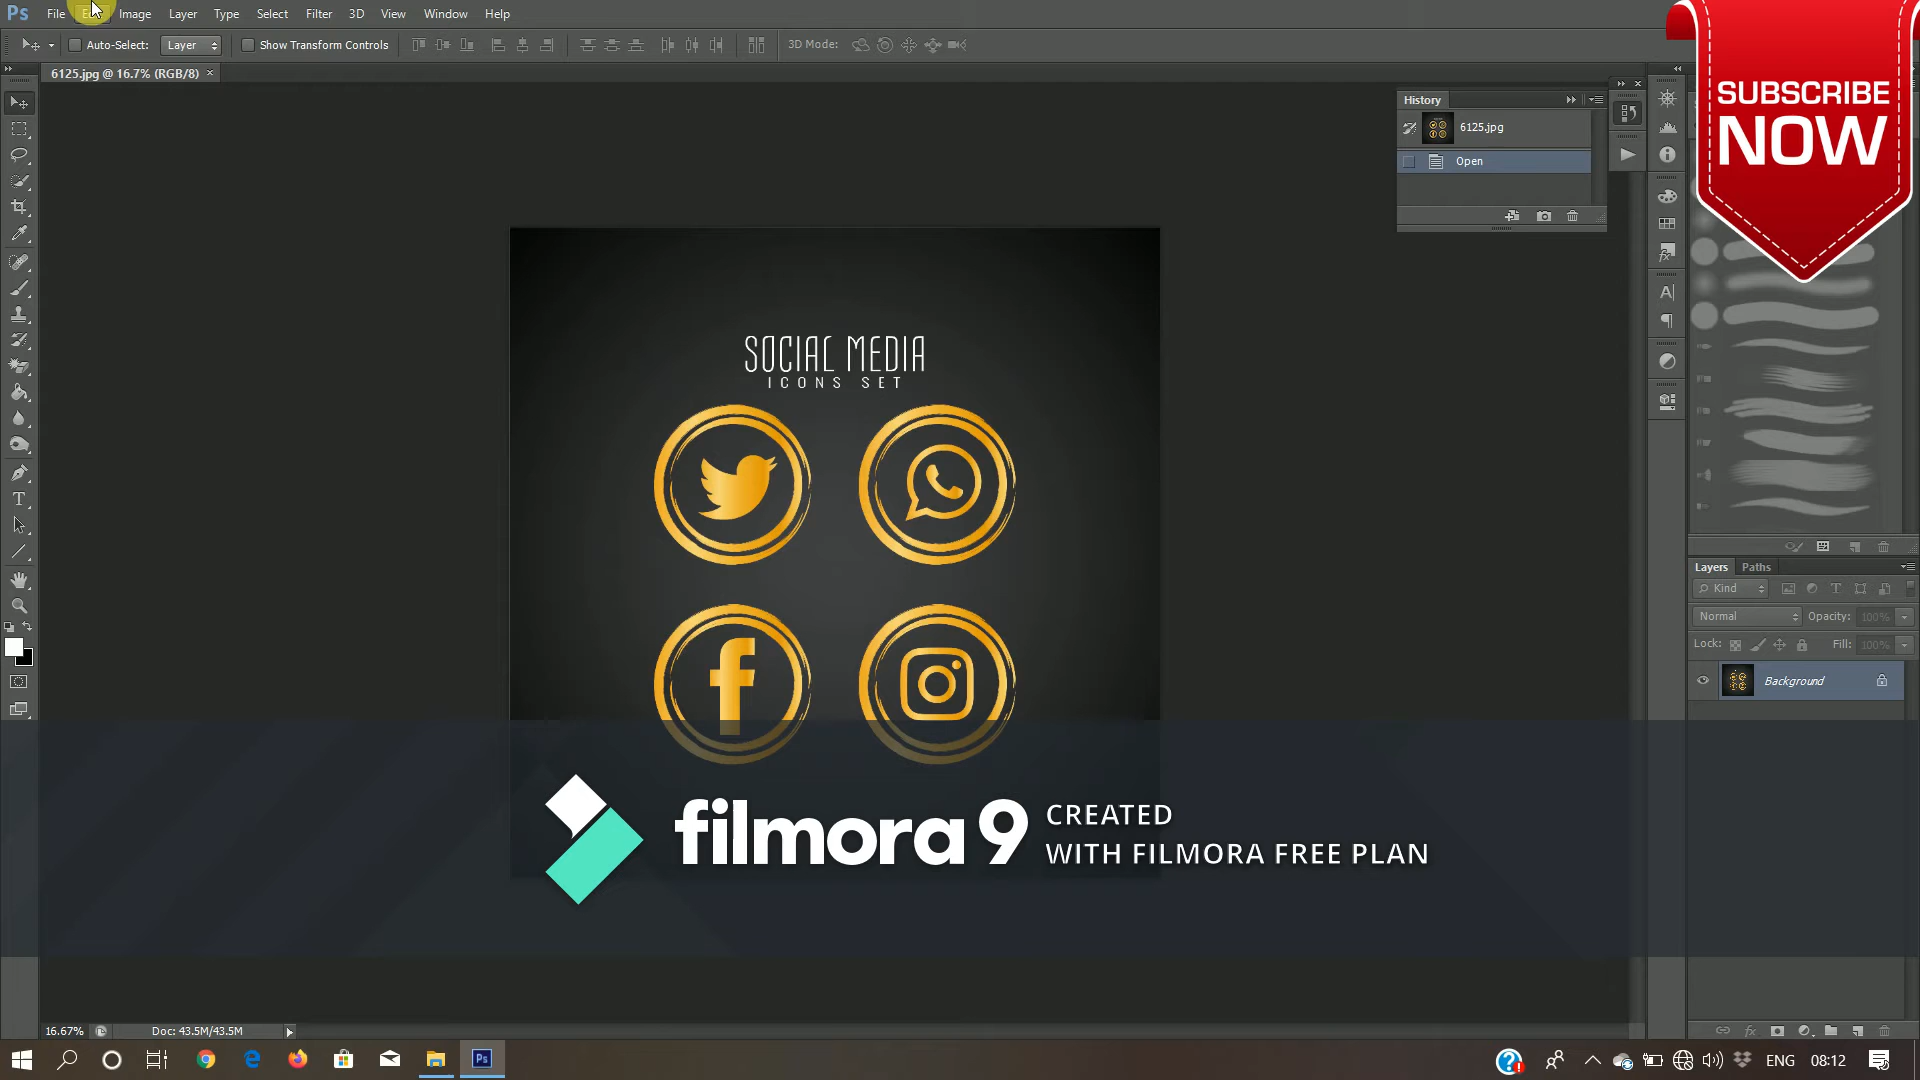 Ps File Image Layer Type Select Filter 3D View Window Help
Auto-Select: Layer Show Transform Controls 3D Mode:
6125.jpg @ 16.7% (RGB/8) ×
History
6125.jpg
Open
SUBSCRIBE
NOW
SOCIAL MEDIA
ICONS SET
Layers Paths
Kind
Normal Opacity: 100%
Lock: Fill: 100%
Background
filmora 9 CREATED
WITH FILMORA FREE PLAN
16.67% Doc: 43.5M/43.5M
Ps ENG 08:12